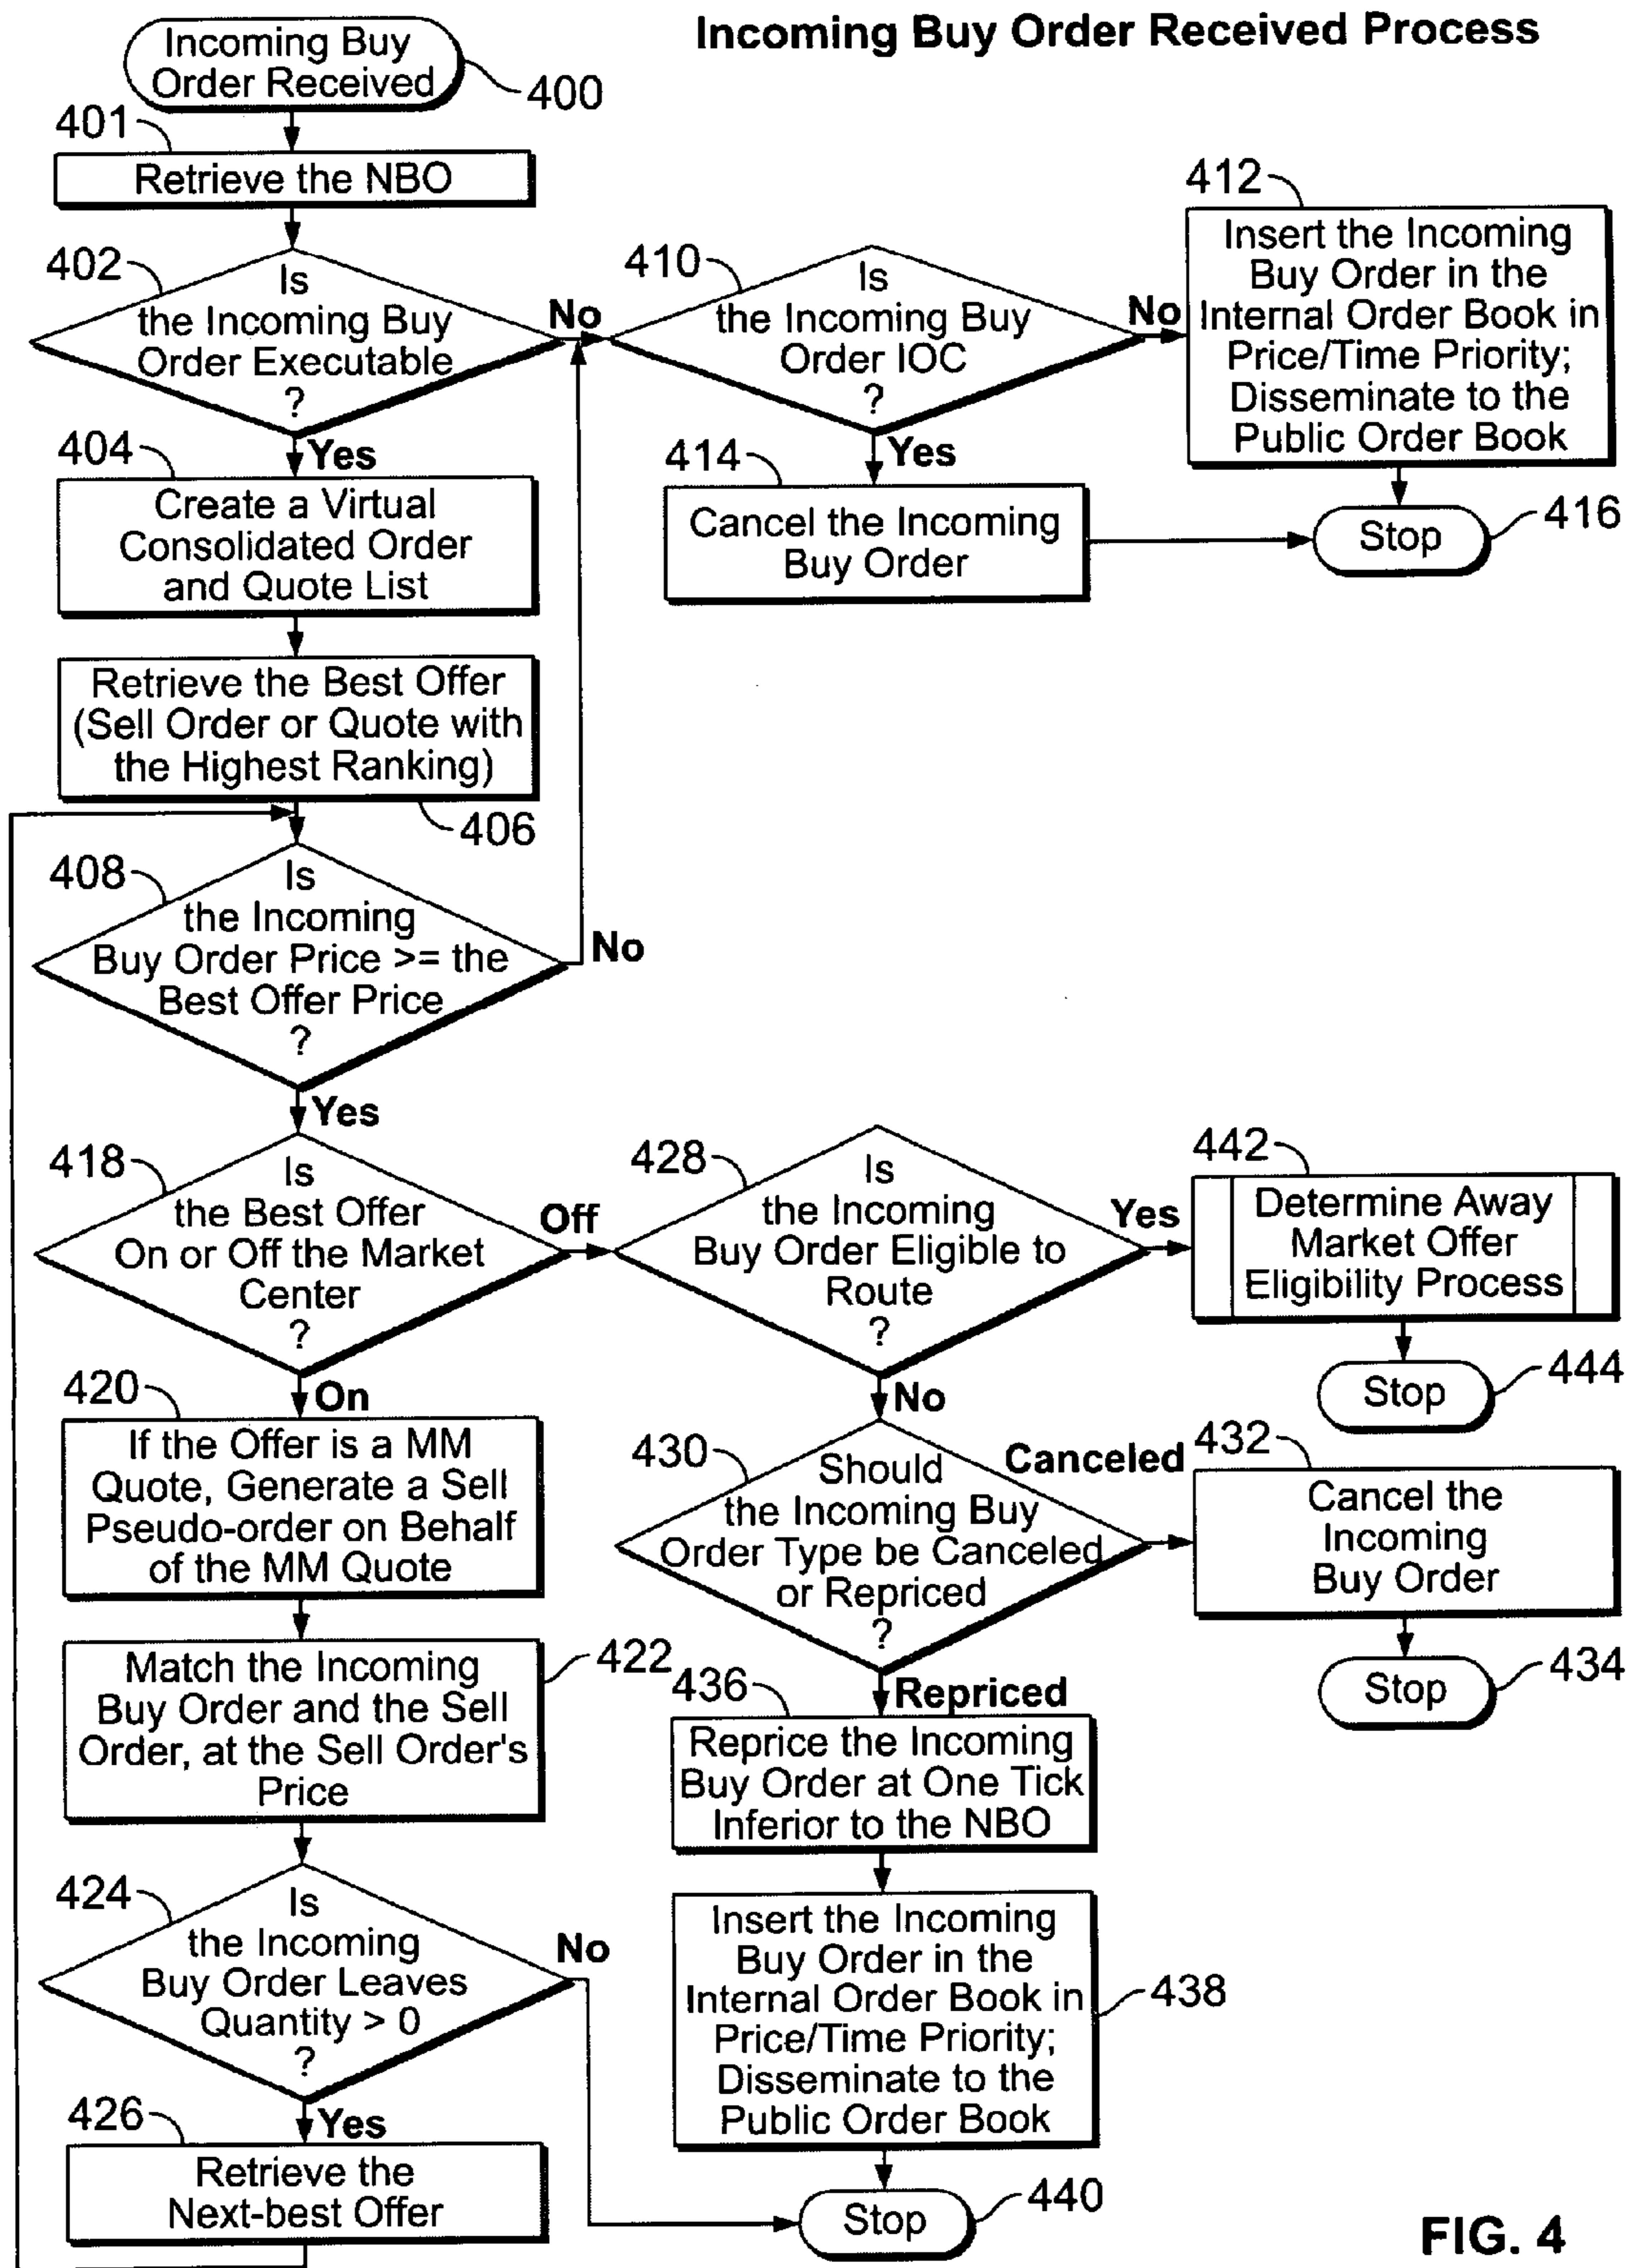 Incoming Buy Order Received Process
Incoming Buy
Order Received
400
401
Retrieve the NBO
402
Is
the Incoming Buy
Order Executable
?
No
Yes
410
Is
the Incoming Buy
Order IOC
?
No
Yes
412
Insert the Incoming
Buy Order in the
Internal Order Book in
Price/Time Priority;
Disseminate to the
Public Order Book
404
Create a Virtual
Consolidated Order
and Quote List
414
Cancel the Incoming
Buy Order
Stop
416
Retrieve the Best Offer
(Sell Order or Quote with
the Highest Ranking)
406
408
Is
the Incoming
Buy Order Price >= the
Best Offer Price
?
No
Yes
418
Is
the Best Offer
On or Off the Market
Center
?
Off
On
428
Is
the Incoming
Buy Order Eligible to
Route
?
Yes
No
442
Determine Away
Market Offer
Eligibility Process
Stop
444
420
If the Offer is a MM
Quote, Generate a Sell
Pseudo-order on Behalf
of the MM Quote
430
Should
the Incoming Buy
Order Type be Canceled
or Repriced
?
Canceled
Repriced
432
Cancel the
Incoming
Buy Order
Stop
434
Match the Incoming
Buy Order and the Sell
Order, at the Sell Order's
Price
422
436
Reprice the Incoming
Buy Order at One Tick
Inferior to the NBO
424
Is
the Incoming
Buy Order Leaves
Quantity > 0
?
No
Yes
Insert the Incoming
Buy Order in the
Internal Order Book in
Price/Time Priority;
Disseminate to the
Public Order Book
438
426
Retrieve the
Next-best Offer
Stop
440
FIG. 4